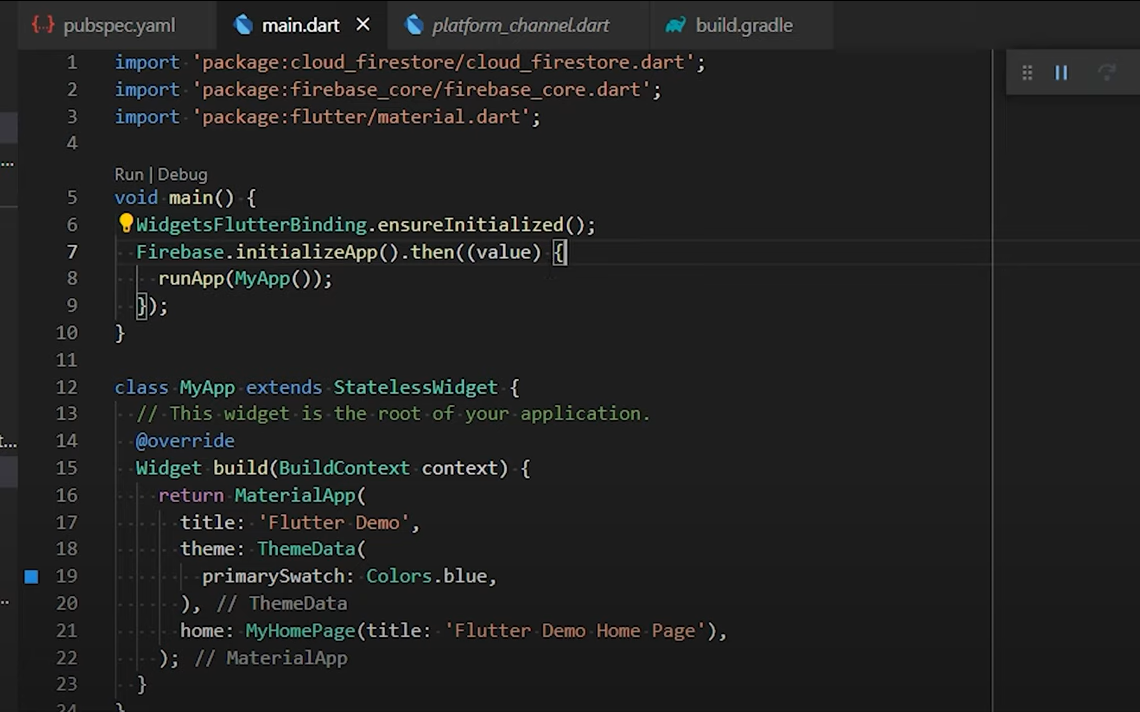 pubspec.yaml main.dart platform_channel.dart build.gradle
1 import 'package:cloud_firestore/cloud_firestore.dart';
2 import 'package:firebase_core/firebase_core.dart';
3 import 'package:flutter/material.dart';
4
Run | Debug
5 void main() {
6 WidgetsFlutterBinding.ensureInitialized();
7 Firebase.initializeApp().then((value) {
8 runApp(MyApp());
9 });
10 }
11
12 class MyApp extends StatelessWidget {
13 // This widget is the root of your application.
14 @override
15 Widget build(BuildContext context) {
16 return MaterialApp(
17 title: 'Flutter Demo',
18 theme: ThemeData(
19 primarySwatch: Colors.blue,
20 ), // ThemeData
21 home: MyHomePage(title: 'Flutter Demo Home Page'),
22 ); // MaterialApp
23 }
24 }